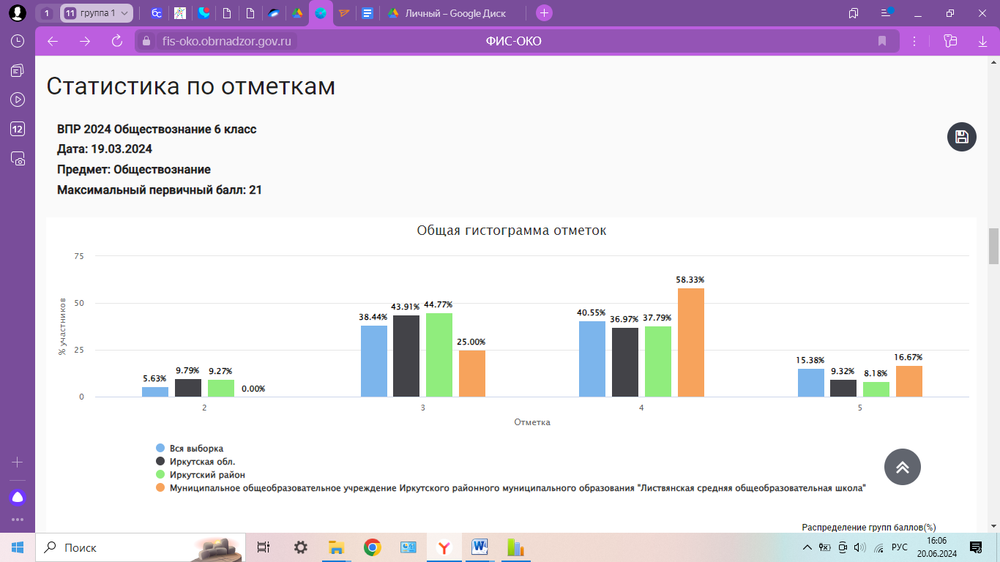 1
11 группа 1
Личный – Google Диск
fis-oko.obrnadzor.gov.ru
ФИС-ОКО
12
Статистика по отметкам
ВПР 2024 Обществознание 6 класс
Дата: 19.03.2024
Предмет: Обществознание
Максимальный первичный балл: 21
Общая гистограмма отметок
% участников
75
50
25
0
5.63% 9.79% 9.27% 0.00%
38.44% 43.91% 44.77% 25.00%
40.55% 36.97% 37.79% 58.33%
15.38% 9.32% 8.18% 16.67%
2 3 4 5
Отметка
Вся выборка
Иркутская обл.
Иркутский район
Муниципальное общеобразовательное учреждение Иркутского районного муниципального образования "Листвянская средняя общеобразовательная школа"
Распределение групп баллов(%)
Поиск
РУС
16:06
20.06.2024